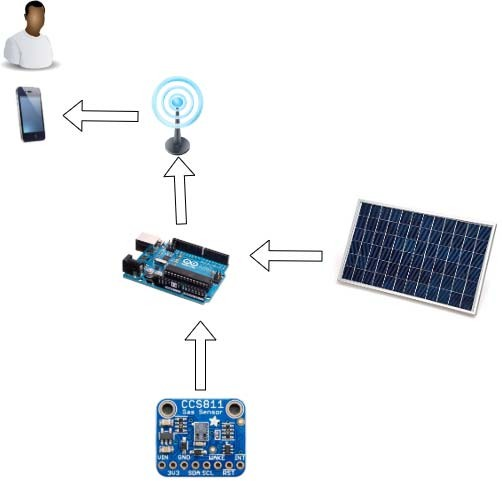 CCS811
Gas Sensor
VIN GND WAKE INT
3V3 SDA SCL RST